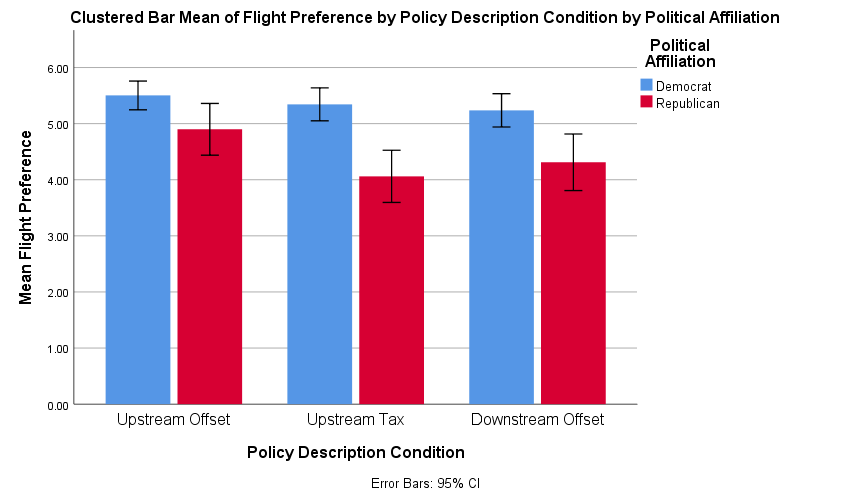 Clustered Bar Mean of Flight Preference by Policy Description Condition by Political Affiliation
Political
Affiliation
Democrat
Republican
Mean Flight Preference
6.00
5.00
4.00
3.00
2.00
1.00
0.00
Upstream Offset
Upstream Tax
Downstream Offset
Policy Description Condition
Error Bars: 95% CI